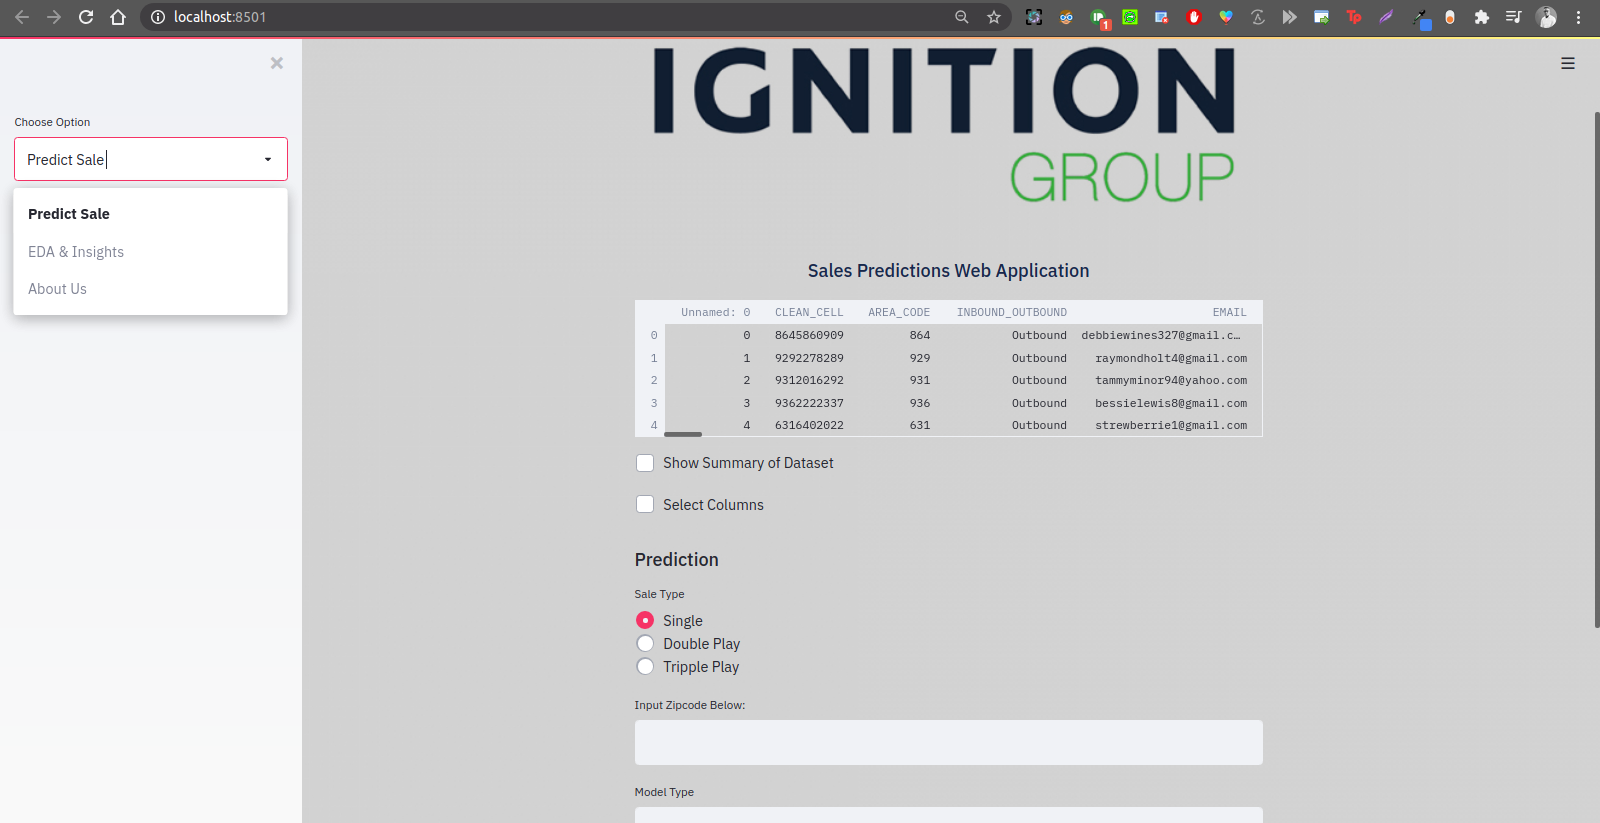 localhost:8501
1
Tp
Choose Option
Predict Sale
Predict Sale
EDA & Insights
About Us
IGNITION
GROUP
Sales Predictions Web Application
Unnamed: 0 CLEAN_CELL AREA_CODE INBOUND_OUTBOUND EMAIL
0 0 8645860909 864 Outbound debbiewines327@gmail.c…
1 1 9292278289 929 Outbound raymondholt4@gmail.com
2 2 9312016292 931 Outbound tammyminor94@yahoo.com
3 3 9362222337 936 Outbound bessielewis8@gmail.com
4 4 6316402022 631 Outbound strewberrie1@gmail.com
Show Summary of Dataset
Select Columns
Prediction
Sale Type
Single
Double Play
Tripple Play
Input Zipcode Below:
Model Type